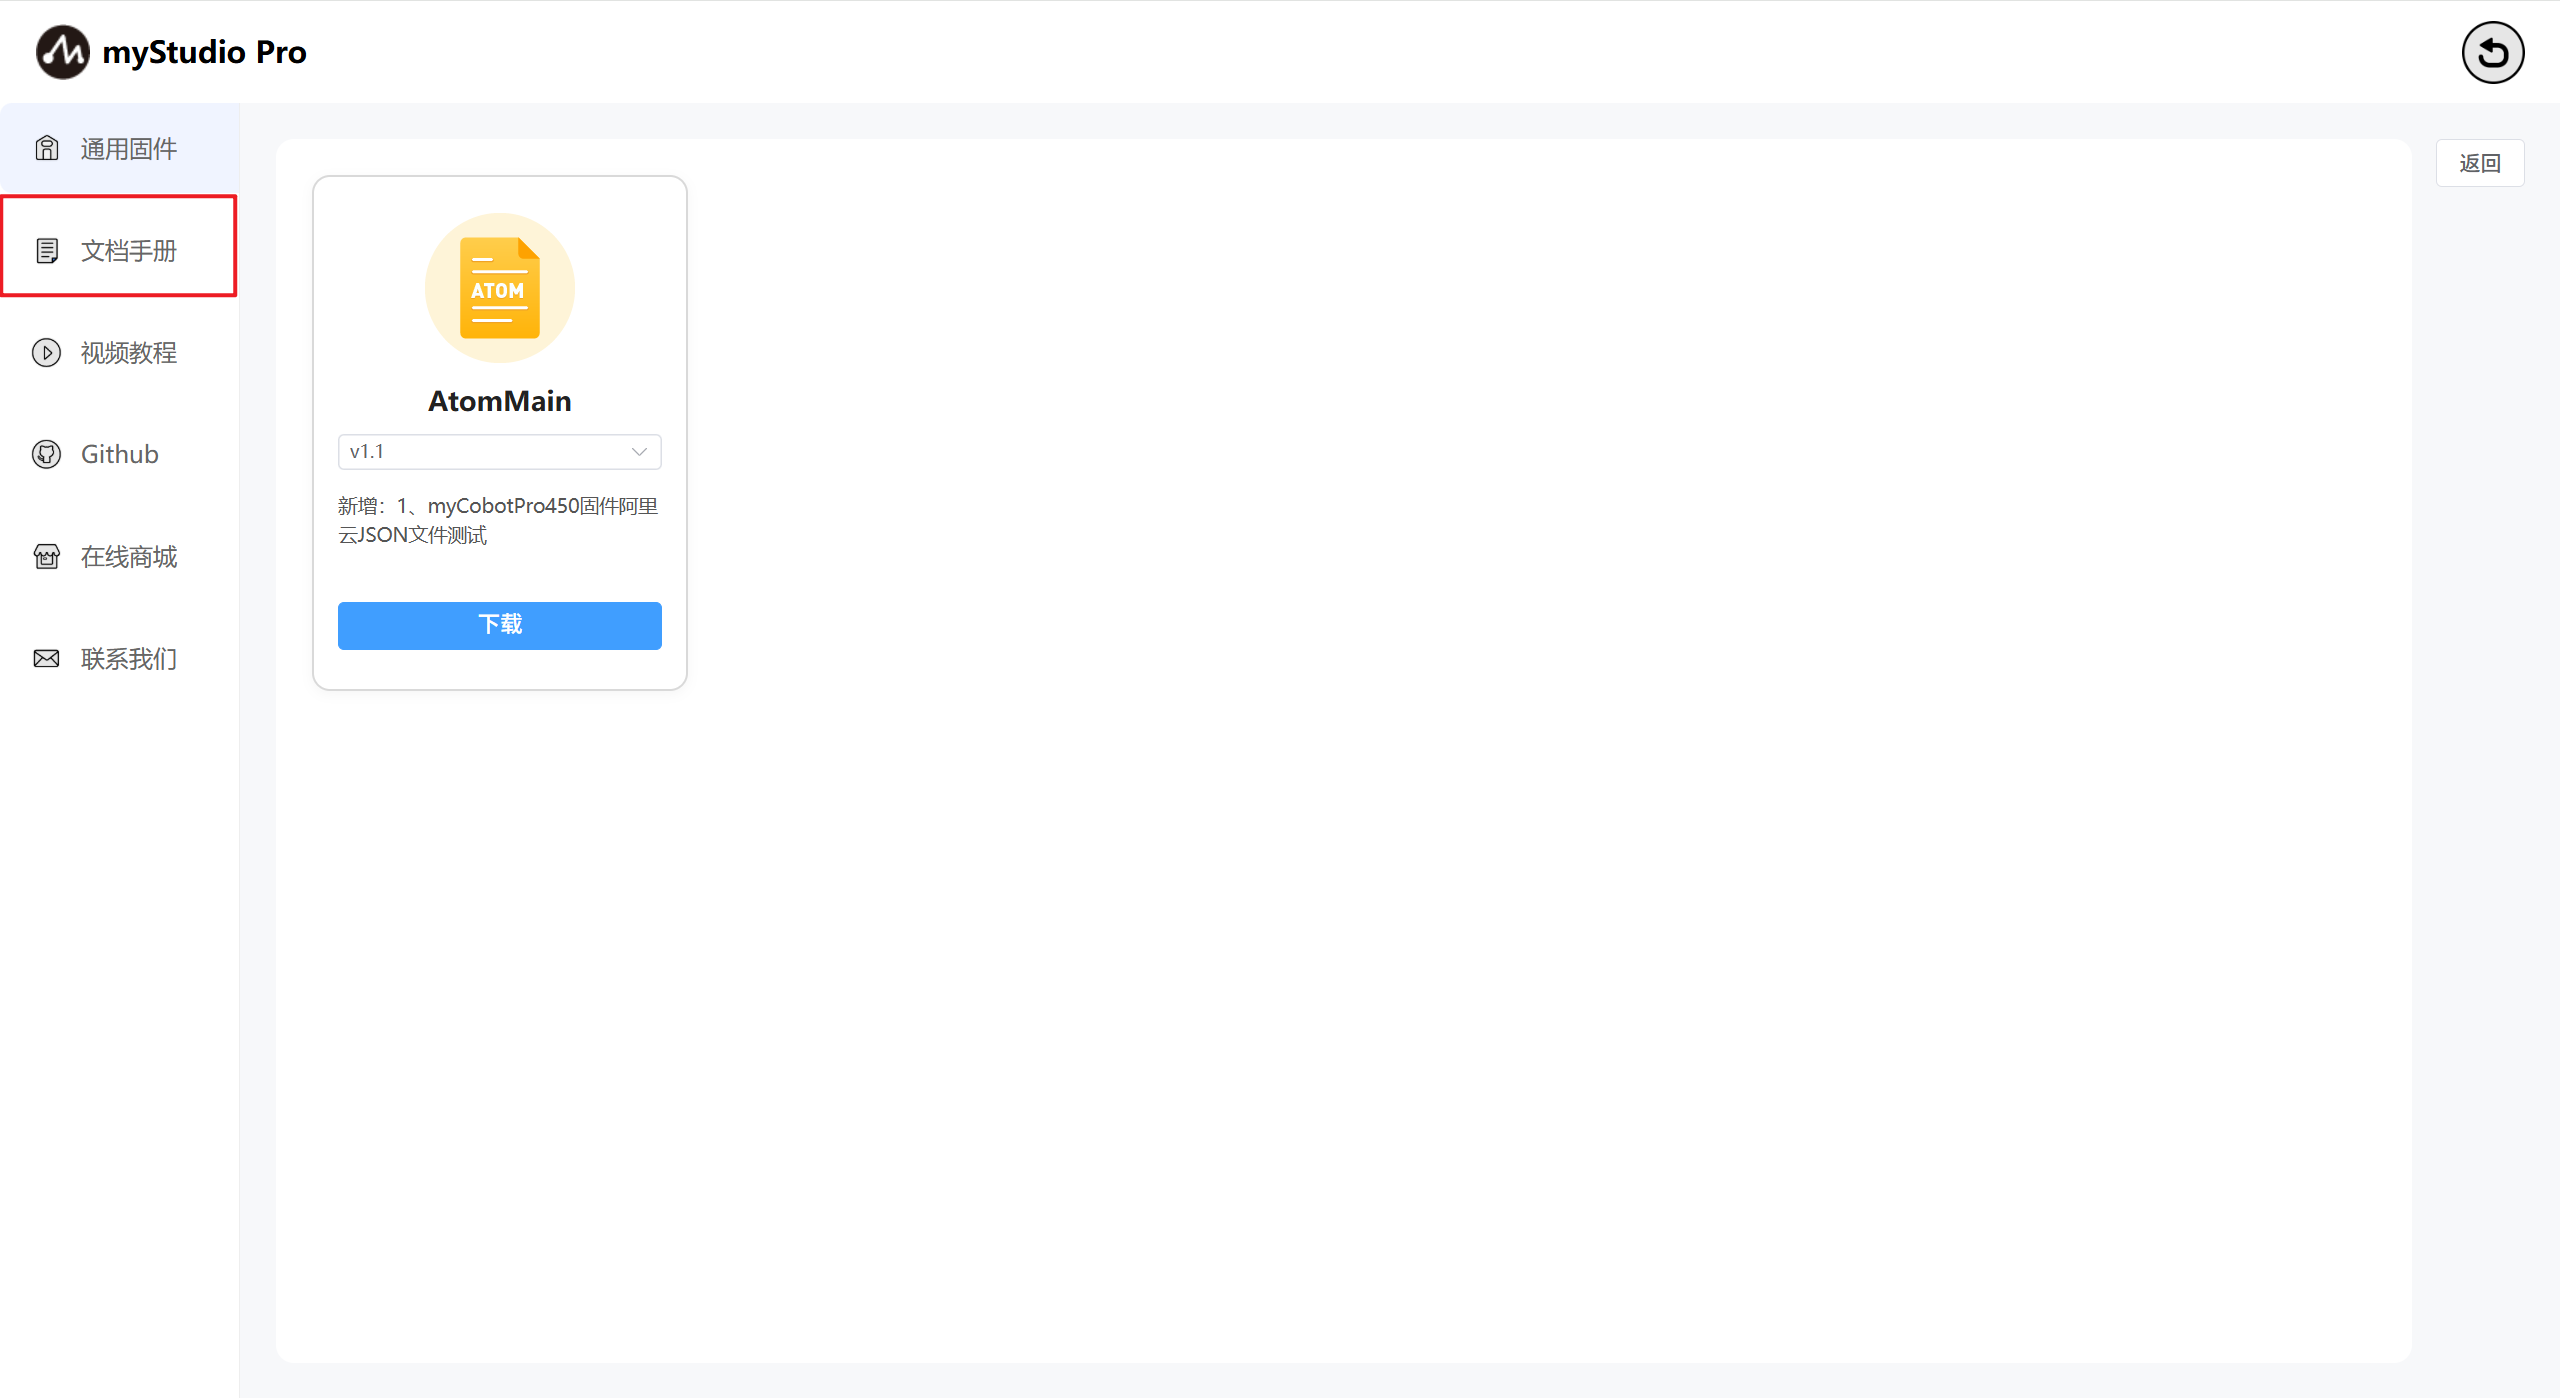 myStudio Pro
通用固件
文档手册
视频教程
Github
在线商城
联系我们
返回
ATOM
AtomMain
v1.1
新增：1、myCobotPro450固件阿里
云JSON文件测试
下载